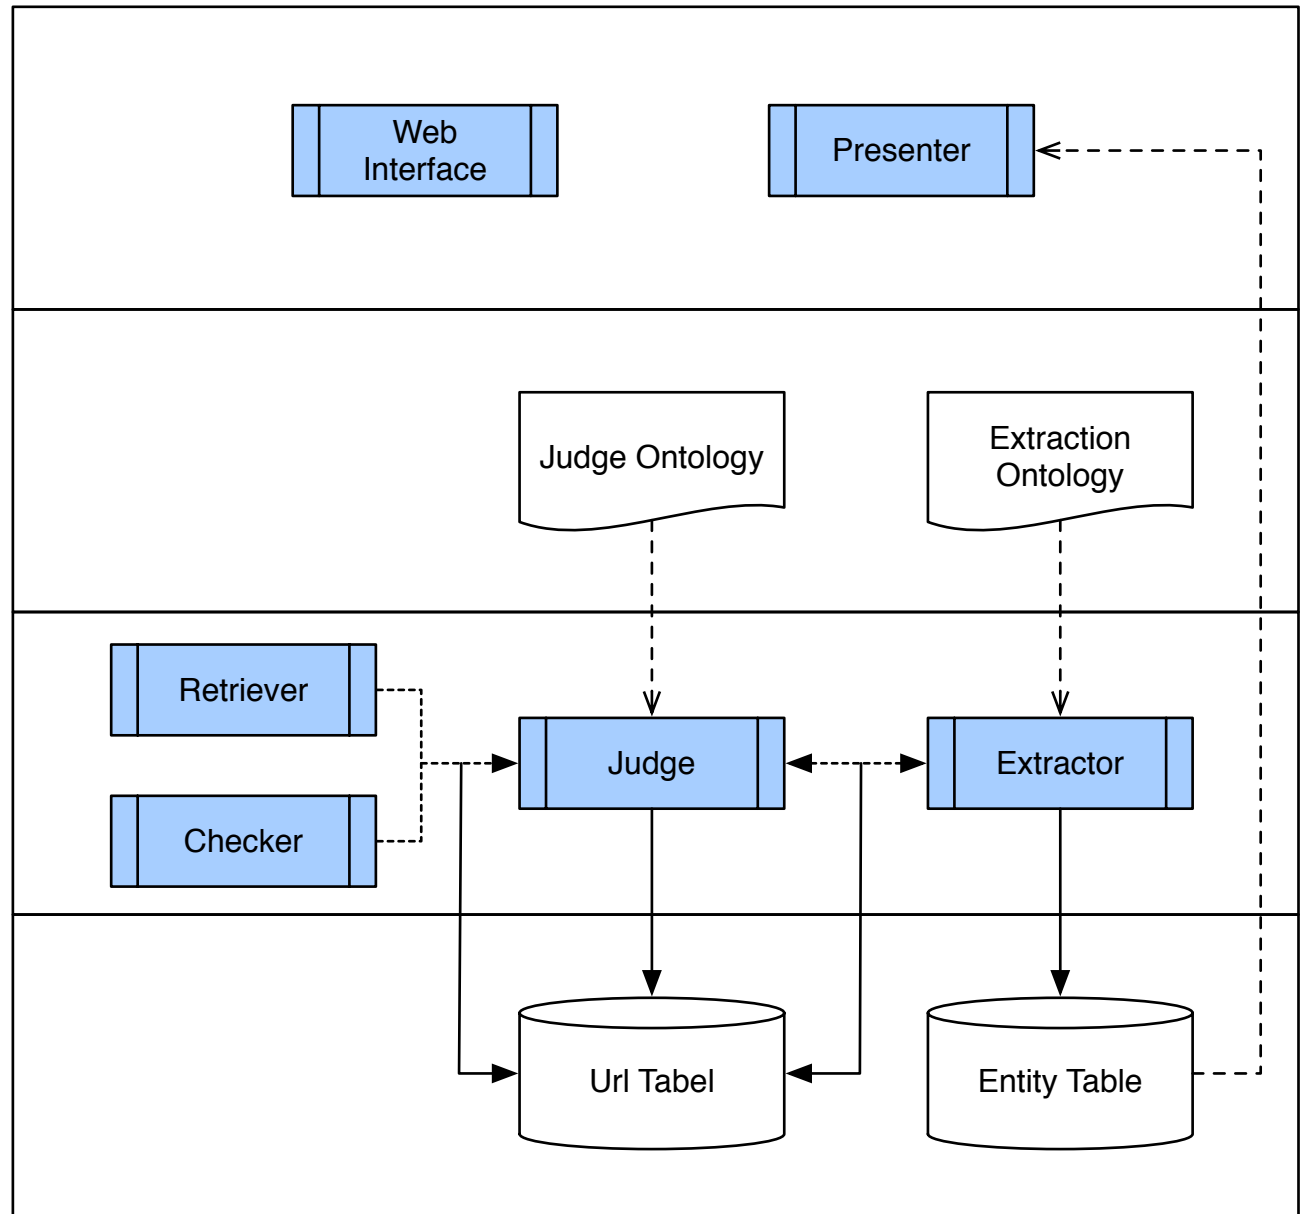 Web
Interface
Presenter
Judge Ontology
Extraction
Ontology
Retriever
Judge
Extractor
Checker
Url Tabel
Entity Table